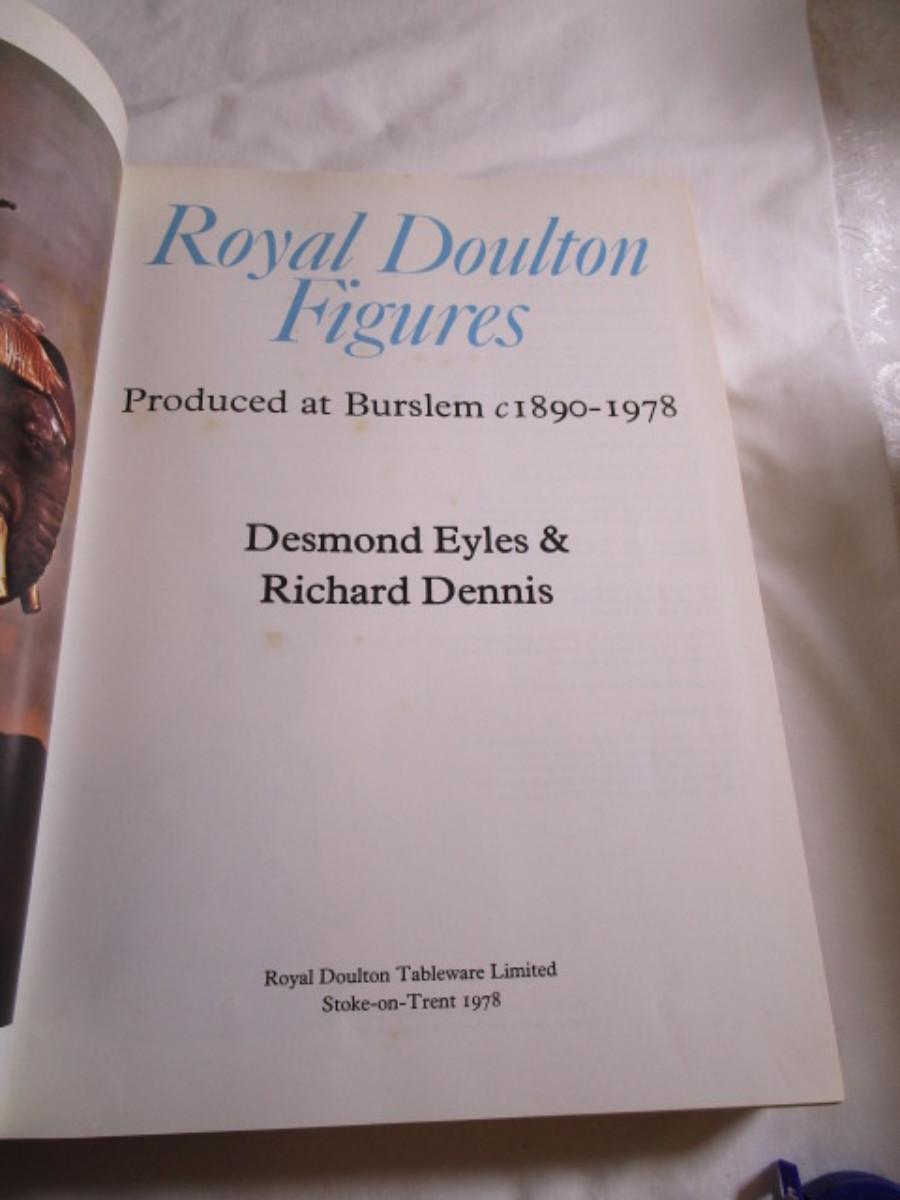 Royal Doulton
Figures
Produced at Burslem c1890-1978
Desmond Eyles &
Richard Dennis
Royal Doulton Tableware Limited
Stoke-on-Trent 1978